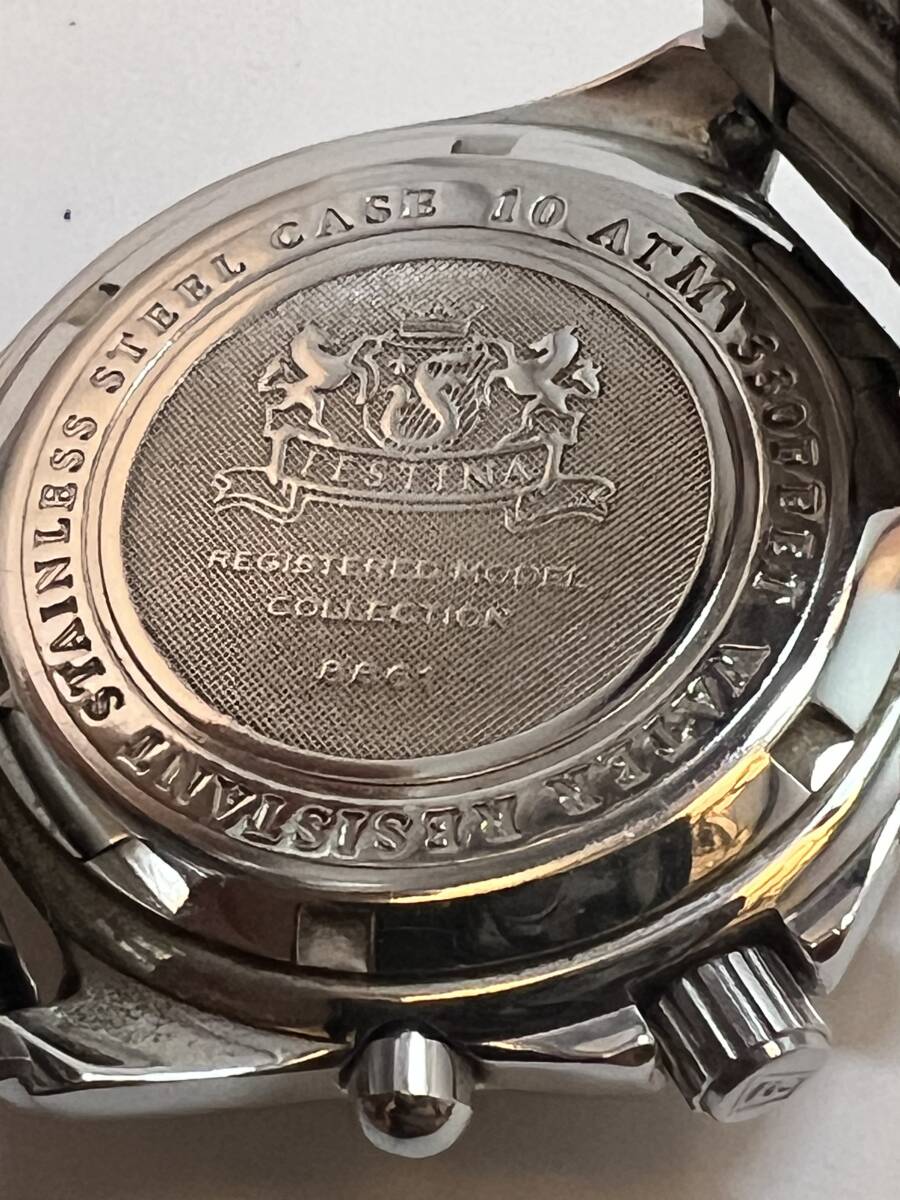 STAINLESS STEEL CASE 10 ATM \ 330FEET WATER RESISTANT
FESTINA
REGISTERED MODEL
COLLECTION